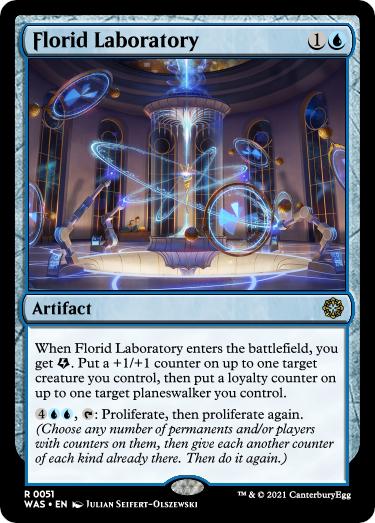 Florid Laboratory 1
Artifact
When Florid Laboratory enters the battlefield, you
get . Put a +1/+1 counter on up to one target
creature you control, then put a loyalty counter on
up to one target planeswalker you control.
4 , : Proliferate, then proliferate again.
(Choose any number of permanents and/or players
with counters on them, then give each another counter
of each kind already there. Then do it again.)
R 0051
WAS • EN Julian Seifert-Olszewski
™ & © 2021 CanterburyEgg